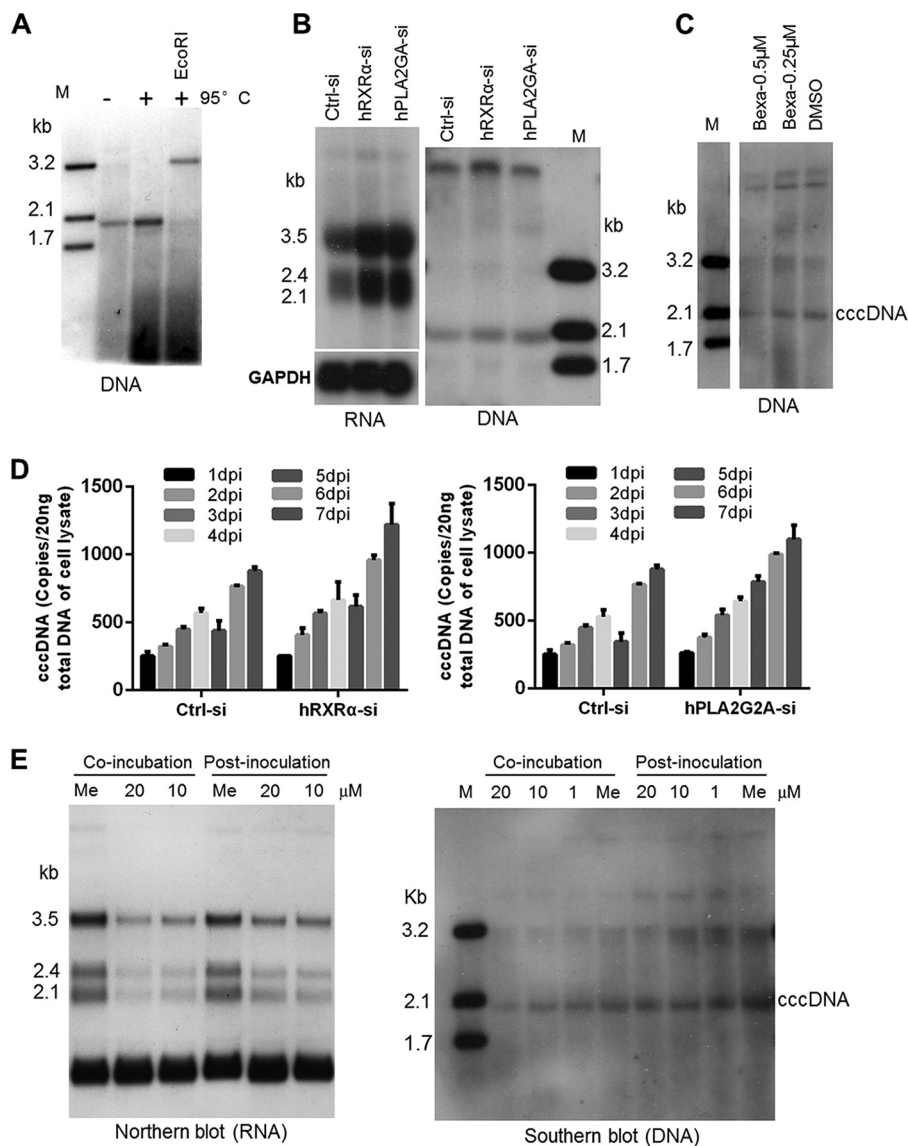 A
EcoRI
M - + + 95° C
kb
3.2
2.1
1.7
DNA
B
Ctrl-si
hRXRα-si
hPLA2GA-si
kb
3.5
2.4
2.1
GAPDH
RNA
Ctrl-si
hRXRα-si
hPLA2GA-si
M
kb
3.2
2.1
1.7
DNA
C
Bexa-0.5µM
Bexa-0.25µM
DMSO
M
kb
3.2
2.1
1.7
cccDNA
DNA
D
1dpi
2dpi
3dpi
4dpi
5dpi
6dpi
7dpi
cccDNA (Copies/20ng
total DNA of cell lysate)
1500
1000
500
0
Ctrl-si
hRXRα-si
1dpi
2dpi
3dpi
4dpi
5dpi
6dpi
7dpi
cccDNA (Copies/20ng
total DNA of cell lysate)
1500
1000
500
0
Ctrl-si
hPLA2G2A-si
E
Co-incubation Post-inoculation
Me 20 10 Me 20 10 µM
kb
3.5
2.4
2.1
Northern blot (RNA)
Co-incubation Post-inoculation
M 20 10 1 Me 20 10 1 Me µM
Kb
3.2
2.1
1.7
cccDNA
Southern blot (DNA)